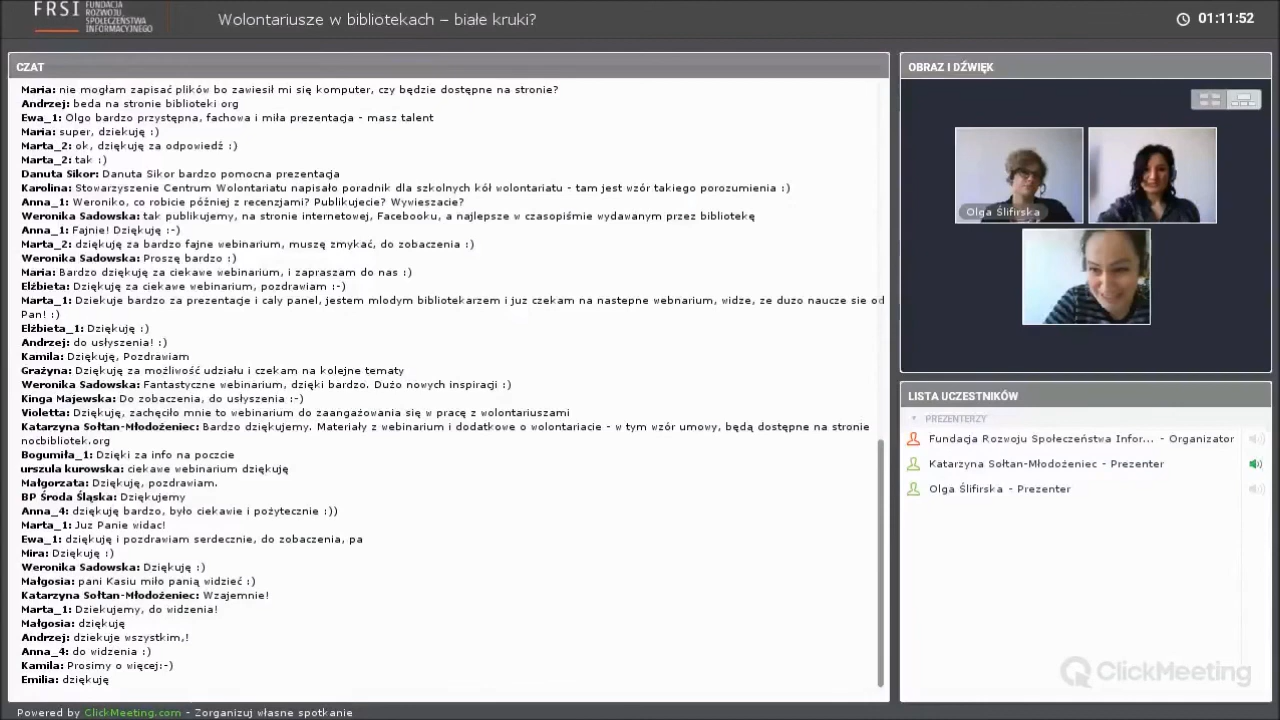 FRSI FUNDACJA
ROZWOJU
SPOŁECZEŃSTWA
INFORMACYJNEGO
Wolontariusze w bibliotekach – białe kruki?
01:11:52
CZAT
Maria: nie mogłam zapisać plików bo zawiesił mi się komputer, czy będzie dostępne na stronie?
Andrzej: beda na stronie biblioteki org
Ewa_1: Olgo bardzo przystępna, fachowa i miła prezentacja - masz talent
Maria: super, dziekuję :)
Marta_2: ok, dziękuję za odpowiedź :)
Marta_2: tak :)
Danuta Sikor: Danuta Sikor bardzo pomocna prezentacja
Karolina: Stowarzyszenie Centrum Wolontariatu napisało poradnik dla szkolnych kół wolontariatu - tam jest wzór takiego porozumienia :)
Anna_1: Weroniko, co robicie później z recenzjami? Publikujecie? Wywieszacie?
Weronika Sadowska: tak publikujemy, na stronie internetowej, Facebooku, a najlepsze w czasopiśmie wydawanym przez bibliotekę
Anna_1: Fajnie! Dziękuję :-)
Marta_2: dziękuję za bardzo fajne webinarium, muszę zmykać, do zobaczenia :)
Weronika Sadowska: Proszę bardzo :)
Maria: Bardzo dziękuję za ciekawe webinarium, i zapraszam do nas :)
Elżbieta: Dziękuję za ciekawe webinarium, pozdrawiam :-)
Marta_1: Dziekuje bardzo za prezentacje i caly panel, jestem mlodym bibliotekarzem i juz czekam na nastepne webnarium, widze, ze duzo naucze sie od
Pan! :)
Elżbieta_1: Dziękuję :)
Andrzej: do usłyszenia! :)
Kamila: Dziękuję, Pozdrawiam
Grażyna: Dziękuję za możliwość udziału i czekam na kolejne tematy
Weronika Sadowska: Fantastyczne webinarium, dzięki bardzo. Dużo nowych inspiracji :)
Kinga Majewska: Do zobaczenia, do usłyszenia :-)
Violetta: Dziękuję, zachęciło mnie to webinarium do zaangażowania się w pracę z wolontariuszami
Katarzyna Sołtan-Młodożeniec: Bardzo dziękujemy. Materiały z webinarium i dodatkowe o wolontariacie - w tym wzór umowy, będą dostępne na stronie
nocbibliotek.org
Bogumiła_1: Dzięki za info na poczcie
urszula kurowska: ciekawe webinarium dziękuję
Małgorzata: Dziękuję, pozdrawiam.
BP Środa Śląska: Dziękujemy
Anna_4: dziękuję bardzo, było ciekawie i pożytecznie :))
Marta_1: Juz Panie widac!
Ewa_1: dziękuję i pozdrawiam serdecznie, do zobaczenia, pa
Mira: Dziękuję :)
Weronika Sadowska: Dziękuję :)
Małgosia: pani Kasiu miło panią widzieć :)
Katarzyna Sołtan-Młodożeniec: Wzajemnie!
Marta_1: Dziekujemy, do widzenia!
Małgosia: dziękuję
Andrzej: dziekuje wszystkim,!
Anna_4: do widzenia :)
Kamila: Prosimy o więcej:-)
Emilia: dziękuję
OBRAZ I DŹWIĘK
Olga Ślifirska
LISTA UCZESTNIKÓW
PREZENTERZY
Fundacja Rozwoju Społeczeństwa Infor... - Organizator
Katarzyna Sołtan-Młodożeniec - Prezenter
Olga Ślifirska - Prezenter
ClickMeeting
Powered by ClickMeeting.com - Zorganizuj własne spotkanie